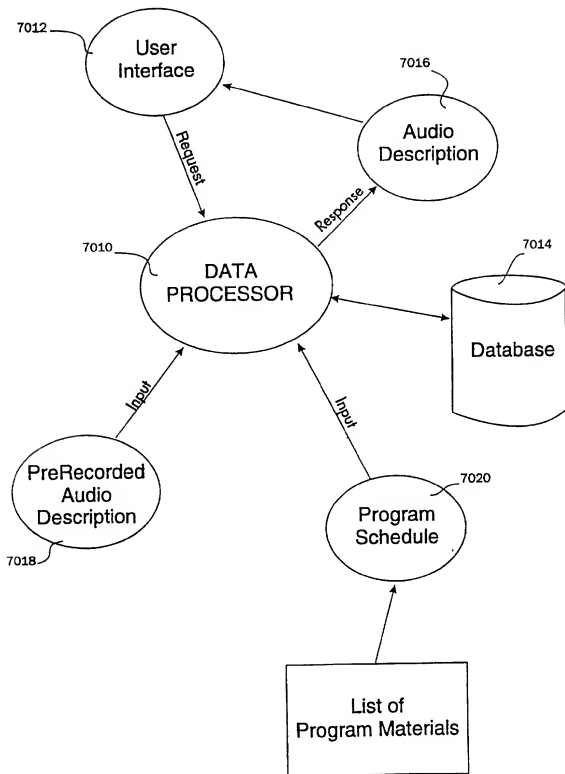 7012
User
Interface
7016
Audio
Description
Request
Response
7010
DATA
PROCESSOR
7014
Database
Input
Input
PreRecorded
Audio
Description
7018
7020
Program
Schedule
List of
Program Materials